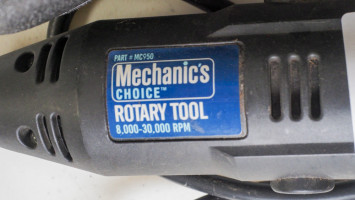 PART # MC950
Mechanic's
CHOICE™
ROTARY TOOL
8,000-30,000 RPM